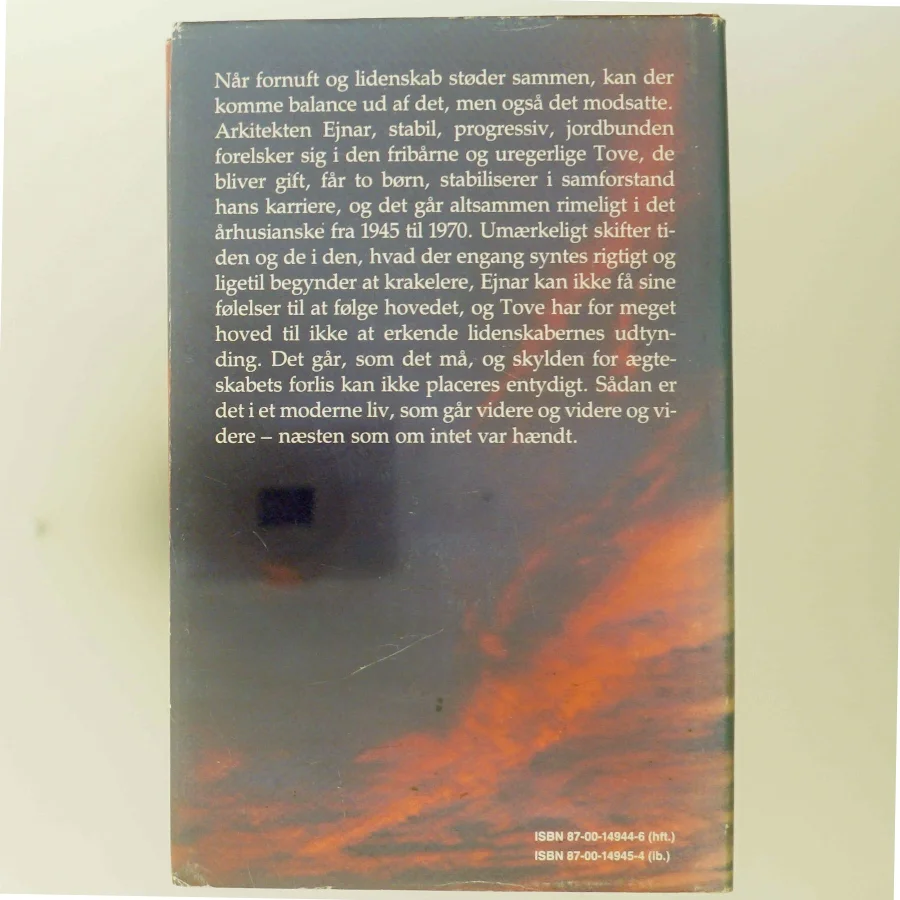 Når fornuft og lidenskab støder sammen, kan der
komme balance ud af det, men også det modsatte.
Arkitekten Ejnar, stabil, progressiv, jordbunden
forelsker sig i den fribårne og uregerlige Tove, de
bliver gift, får to børn, stabiliserer i samforstand
hans karriere, og det går altsammen rimeligt i det
århusianske fra 1945 til 1970. Umærkeligt skifter ti-
den og de i den, hvad der engang syntes rigtigt og
ligetil begynder at krakelere, Ejnar kan ikke få sine
følelser til at følge hovedet, og Tove har for meget
hoved til ikke at erkende lidenskabernes udtyn-
ding. Det går, som det må, og skylden for ægte-
skabets forlis kan ikke placeres entydigt. Sådan er
det i et moderne liv, som går videre og videre og vi-
dere – næsten som om intet var hændt.
ISBN 87-00-14944-6 (hft.)
ISBN 87-00-14945-4 (ib.)